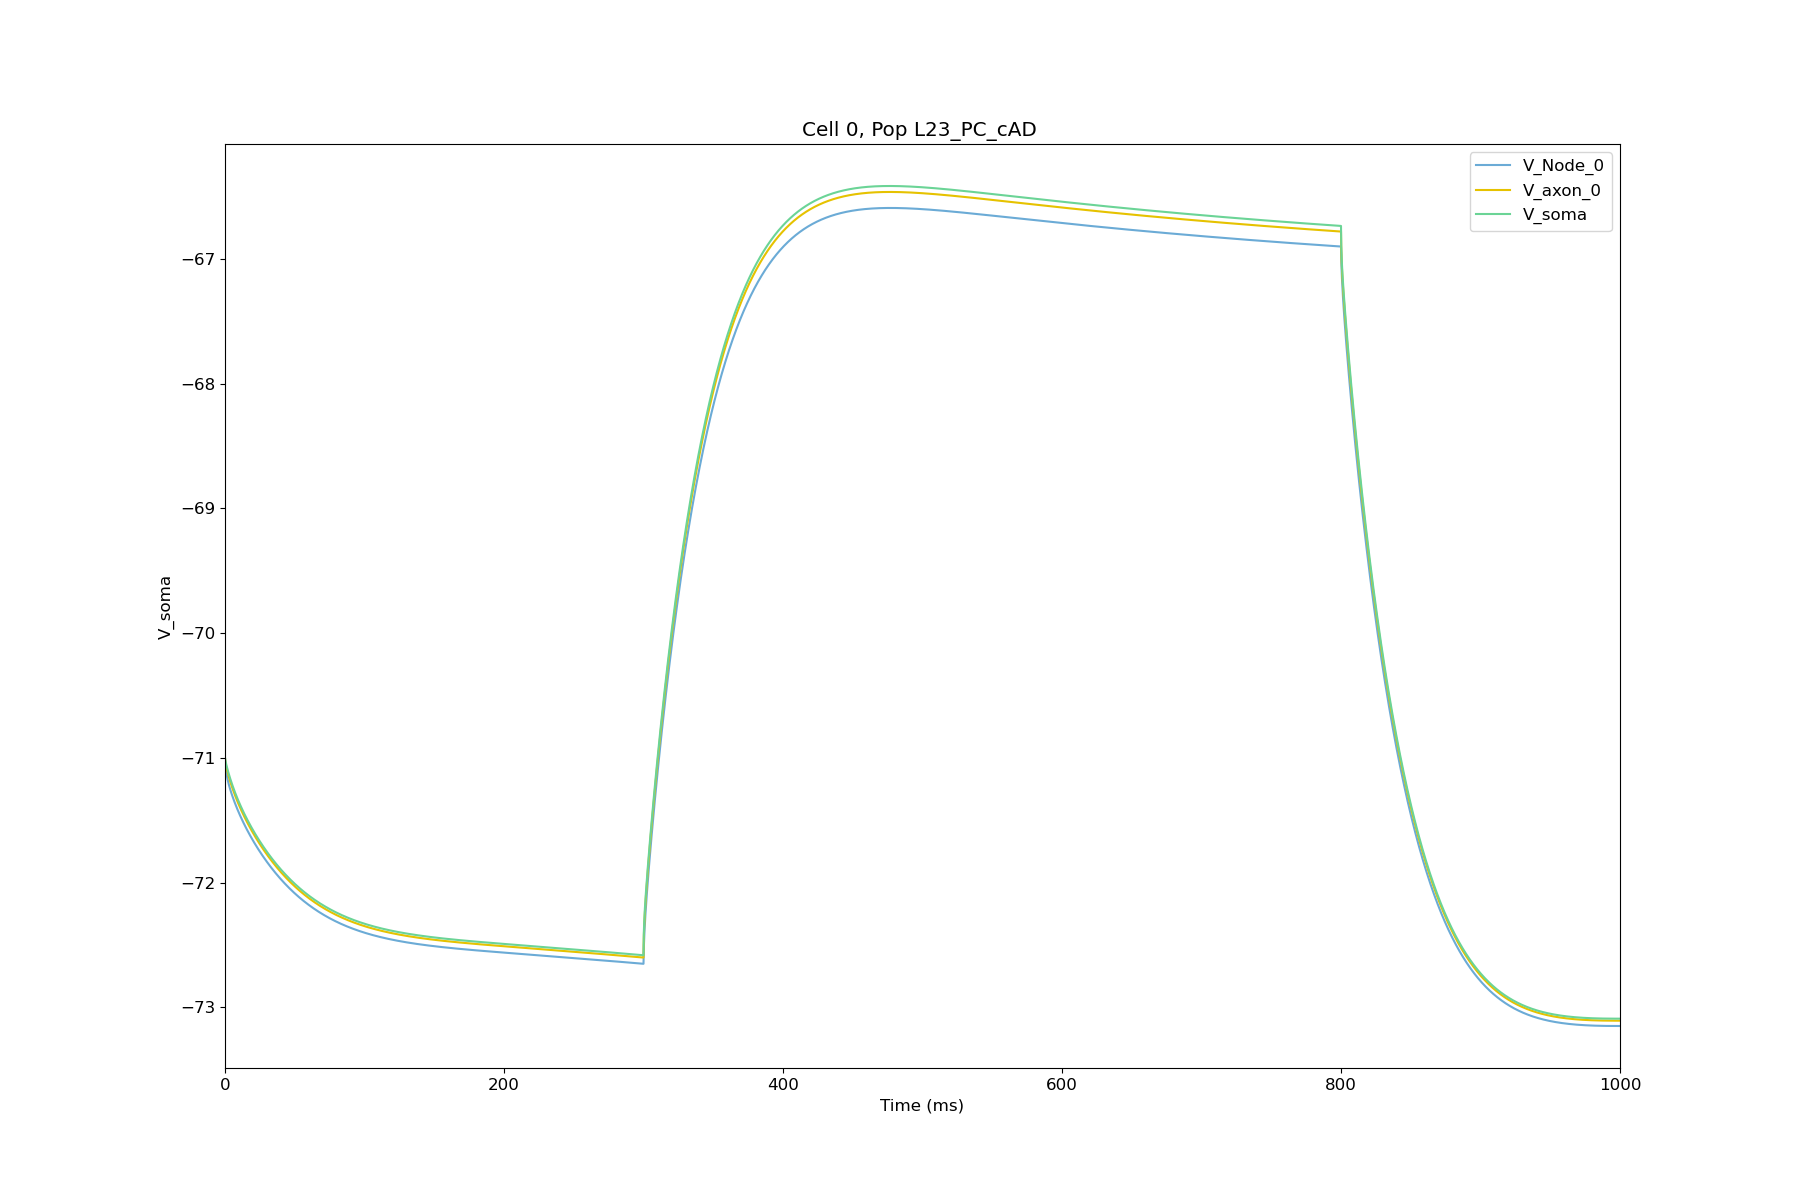 Cell 0, Pop L23_PC_cAD
V_Node_0
V_axon_0
V_soma
−67
−68
−69
−70
−71
−72
−73
V_soma
0 200 400 600 800 1000
Time (ms)